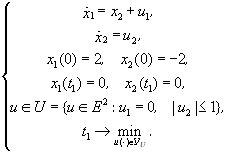 ẋ₁ = x₂ + u₁,
ẋ₂ = u₂,
x₁(0) = 2, x₂(0) = −2,
x₁(t₁) = 0, x₂(t₁) = 0,
u ∈ U = {u ∈ E² : u₁ = 0, |u₂| ≤ 1},
t₁ → min